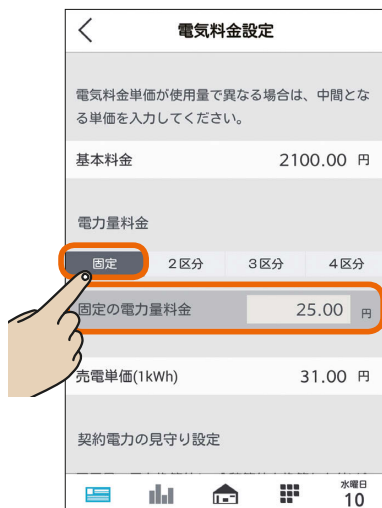 電気料金設定
電気料金単価が使用量で異なる場合は、中間とな
る単価を入力してください。
基本料金 2100.00 円
電力量料金
固定 2区分 3区分 4区分
固定の電力量料金 25.00 円
売電単価(1kWh) 31.00 円
契約電力の見守り設定
水曜日
10